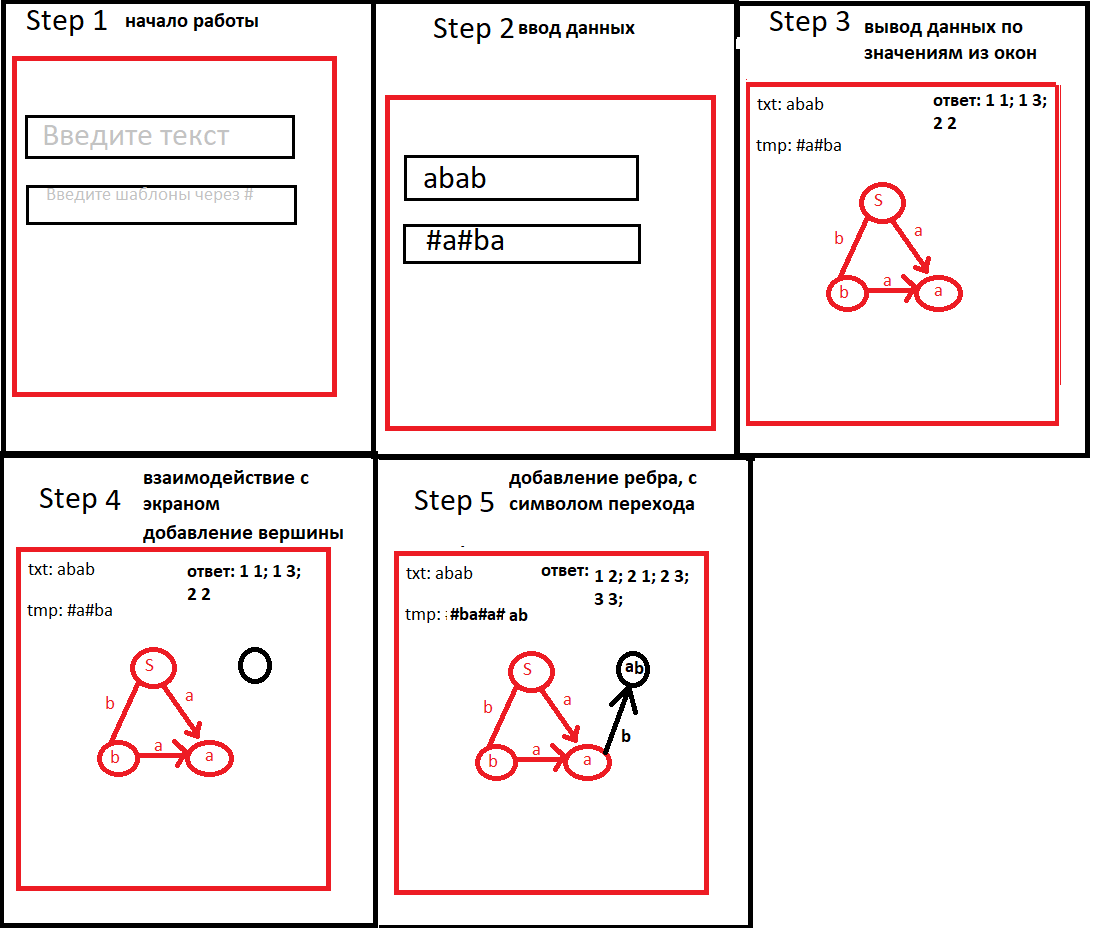 Step 1 начало работы
Введите текст
Введите шаблоны через #
Step 2 ввод данных
abab
#a#ba
Step 3 вывод данных по
значениям из окон
txt: abab
ответ: 1 1; 1 3;
2 2
tmp: #a#ba
S
b
a
b
a
a
Step 4
взаимодействие с
экраном
добавление вершины
txt: abab
ответ: 1 1; 1 3;
2 2
tmp: #a#ba
S
b
a
b
a
a
Step 5
добавление ребра, с
символом перехода
txt: abab
ответ: 1 2; 2 1; 2 3;
3 3;
tmp: #ba#a# ab
S
ab
b
a
b
b
a
a